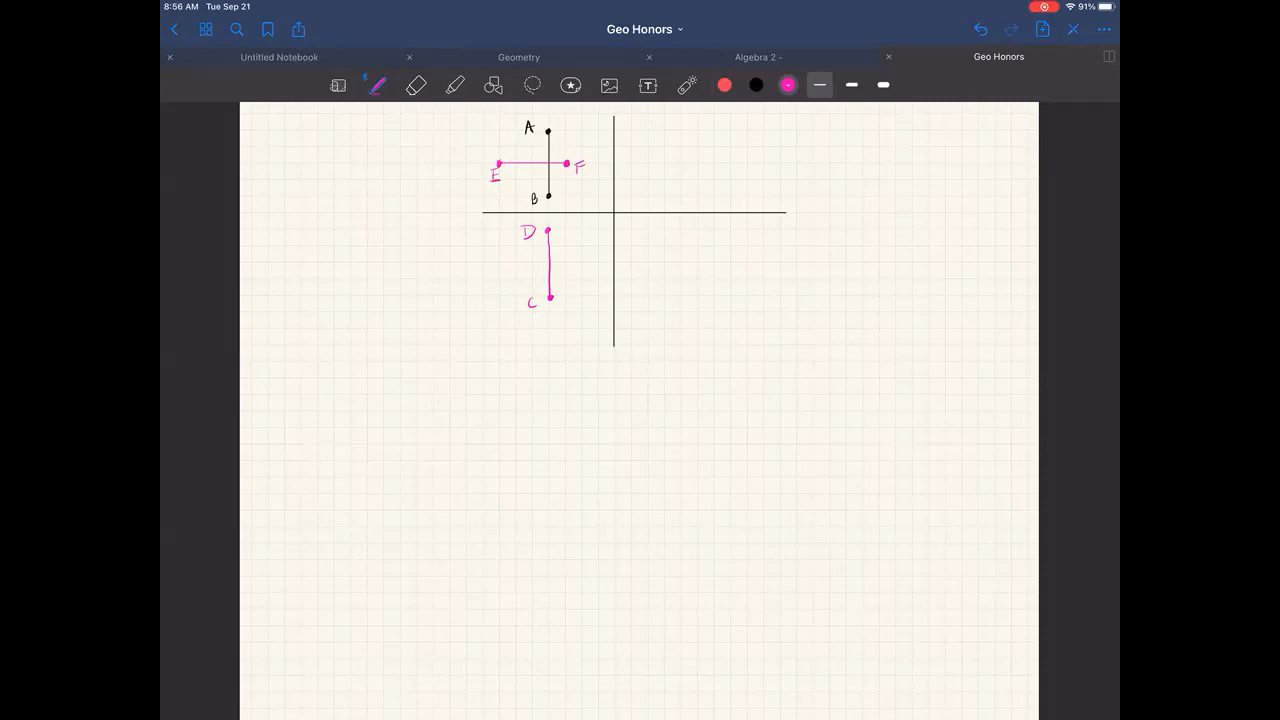 8:56 AM Tue Sep 21
91%
Geo Honors
Untitled Notebook
Geometry
Algebra 2 -
Geo Honors
A
E
F
B
D
C